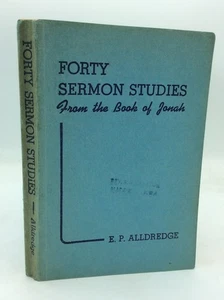 FORTY SERMON STUDIES
Alldredge
FORTY
SERMON STUDIES
From the Book of Jonah
E. P. ALLDREDGE